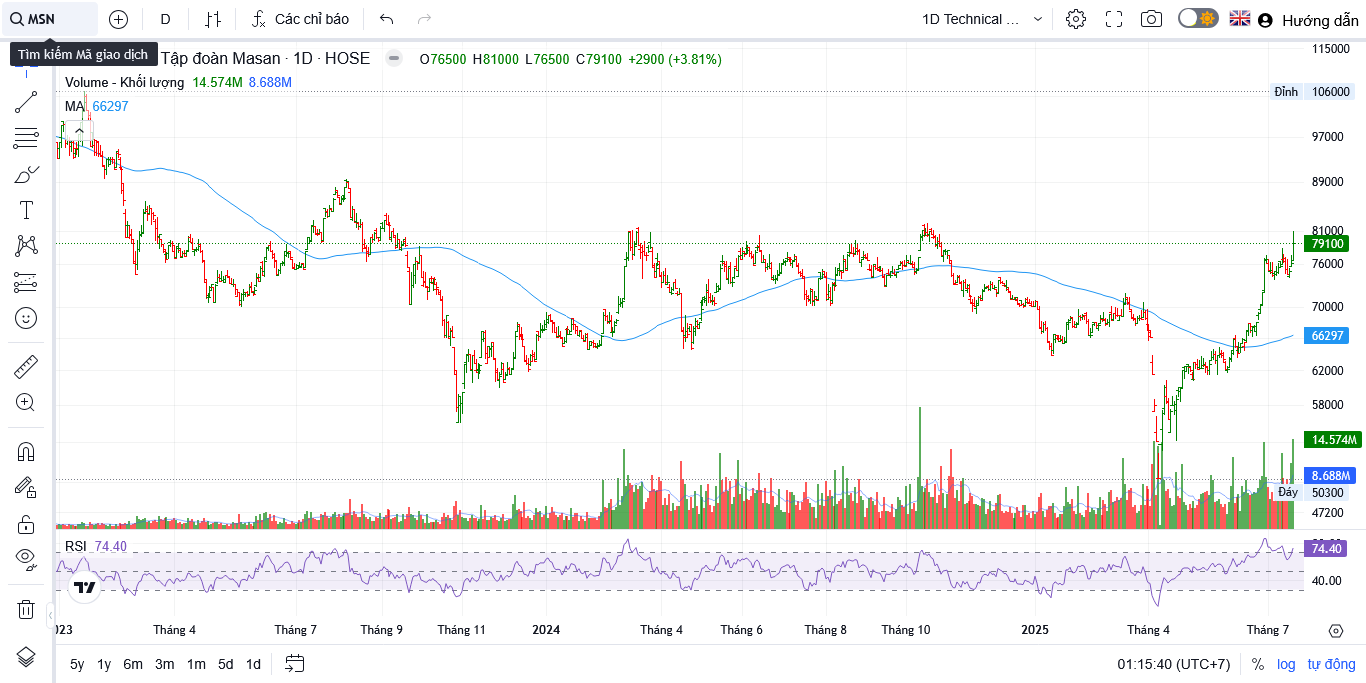 MSN
D
Các chỉ báo
1D Technical ...
Hướng dẫn
Tìm kiếm Mã giao dịch
Tập đoàn Masan · 1D · HOSE
O76500 H81000 L76500 C79100 +2900 (+3.81%)
Volume - Khối lượng 14.574M 8.688M
MA 66297
115000
Đỉnh 106000
97000
89000
81000
79100
76000
70000
66297
62000
58000
14.574M
8.688M
Đáy 50300
47200
RSI 74.40
74.40
40.00
Tháng 4
Tháng 7
Tháng 9
Tháng 11
2024
Tháng 4
Tháng 6
Tháng 8
Tháng 10
2025
Tháng 4
Tháng 7
5y 1y 6m 3m 1m 5d 1d
01:15:40 (UTC+7)
% log tự động